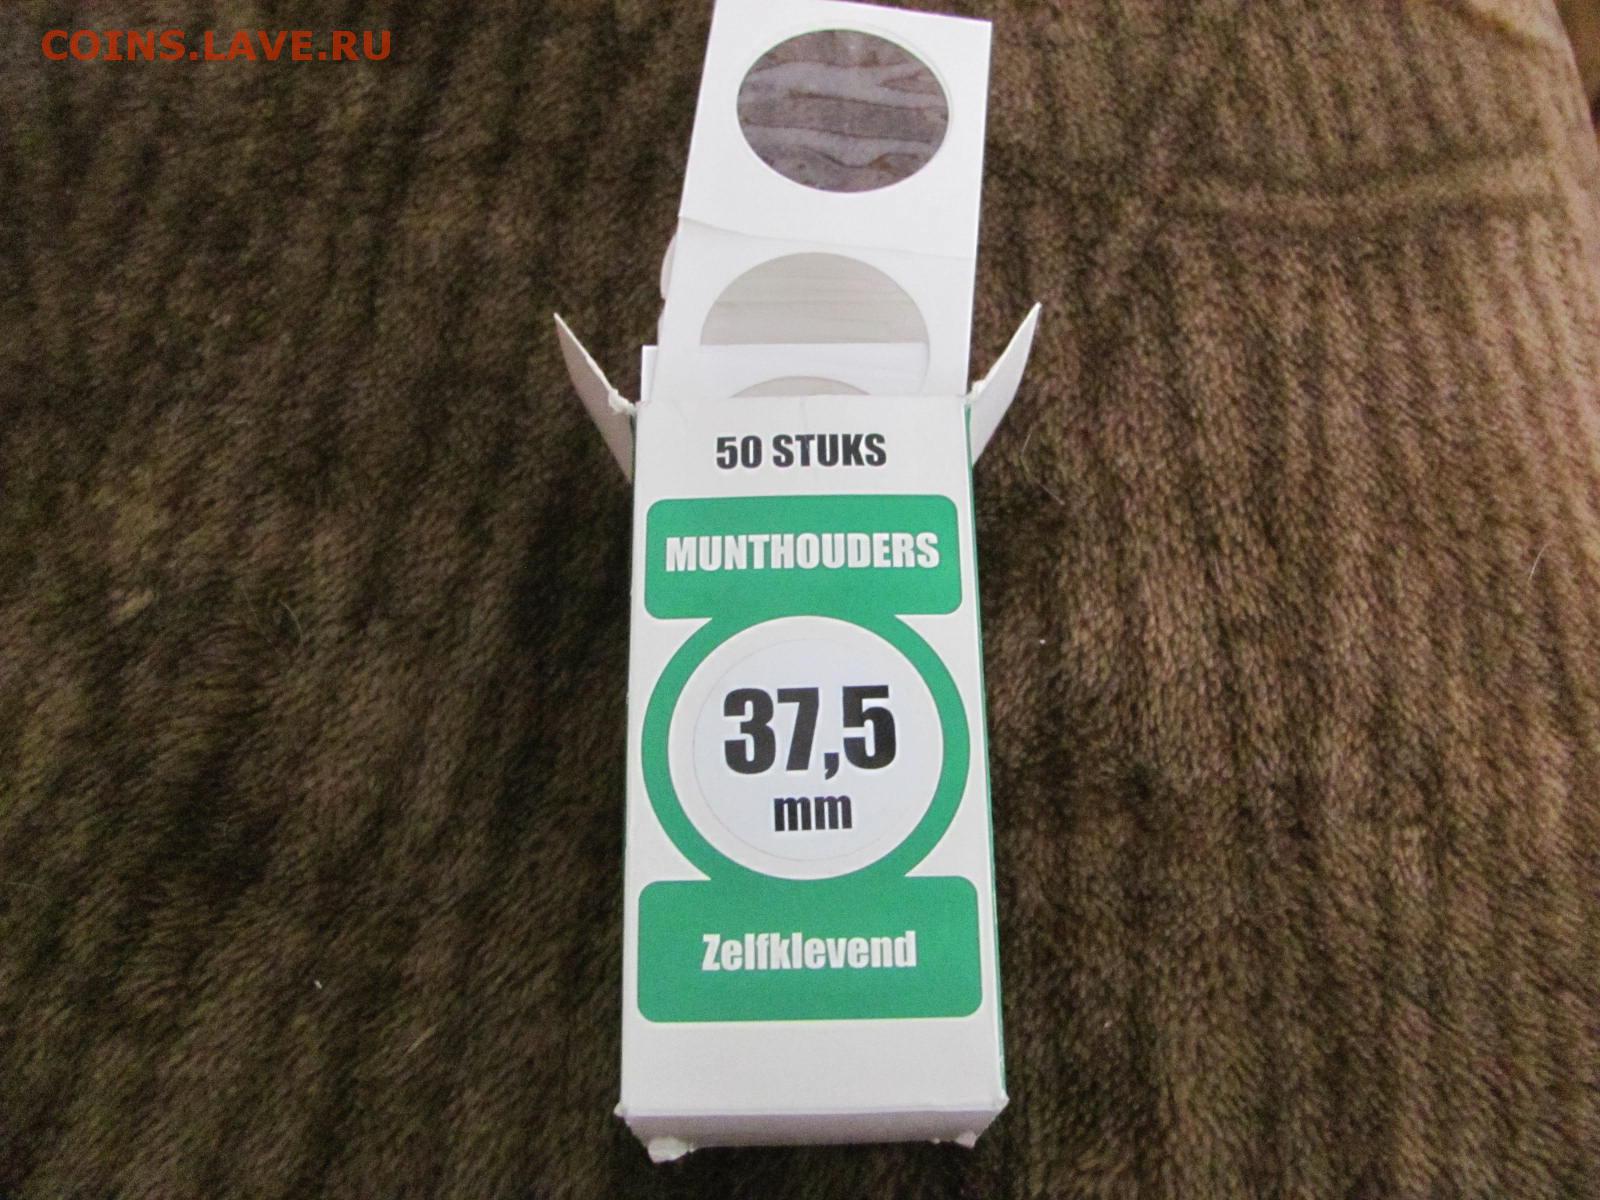 COINS.LAVE.RU
50 STUKS
MUNTHOUDERS
37,5
mm
Zelfklevend